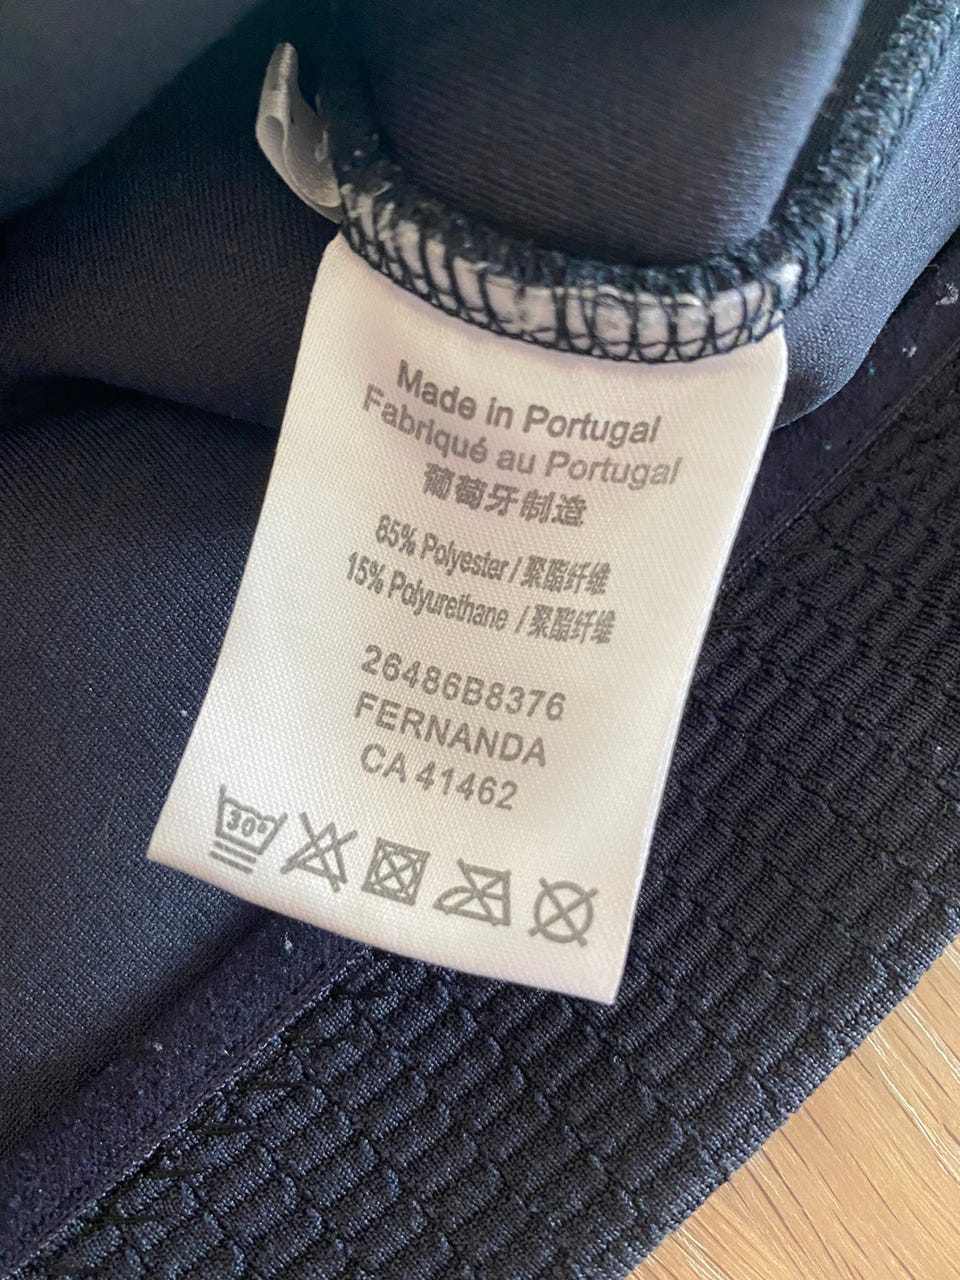 Made in Portugal
Fabriqué au Portugal
葡萄牙制造
85% Polyester / 聚酯纤维
15% Polyurethane / 聚酯纤维
26486B8376
FERNANDA
CA 41462
30°